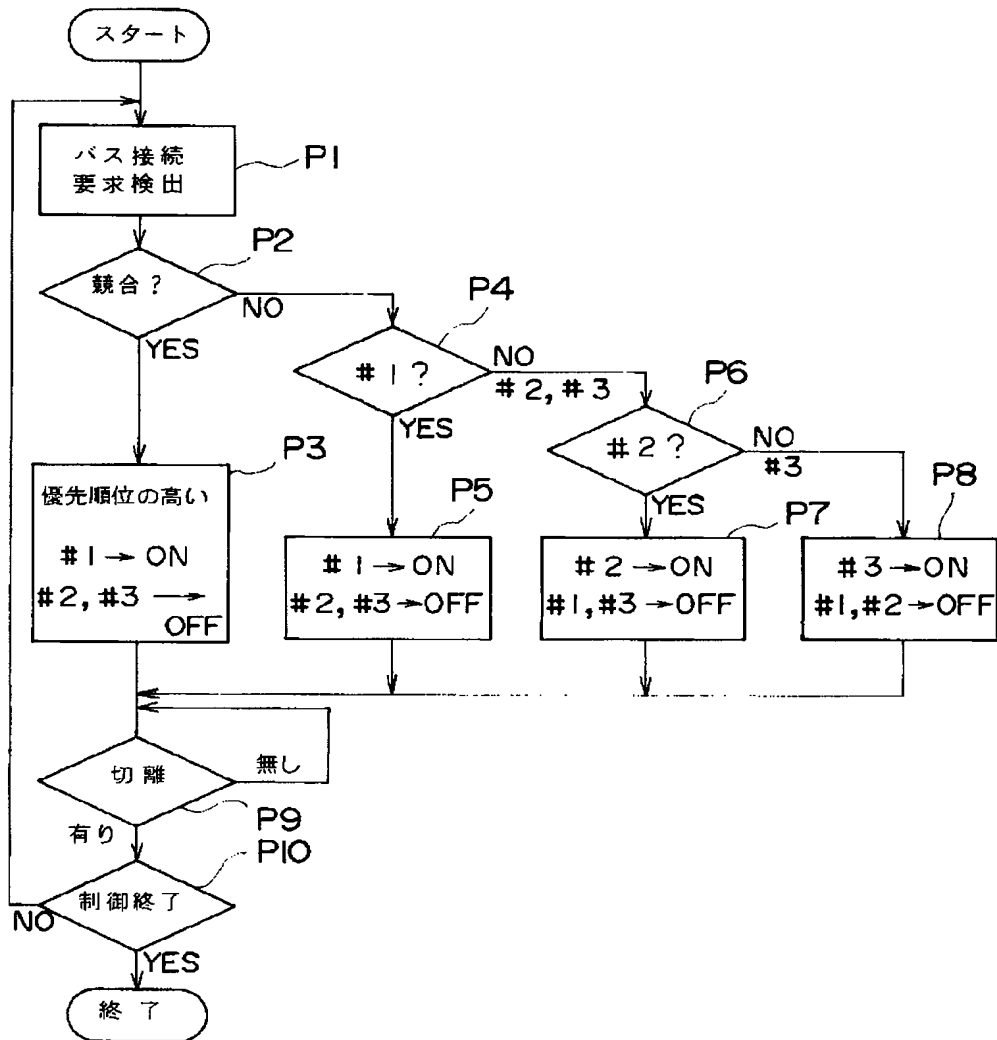 スタート
バス接続
要求検出
P1
競合?
P2
NO
YES
#1?
P4
NO
#2,#3
YES
#2?
P6
NO
#3
YES
P3
優先順位の高い
#1→ON
#2,#3→
OFF
P5
#1→ON
#2,#3→OFF
P7
#2→ON
#1,#3→OFF
P8
#3→ON
#1,#2→OFF
切離
無し
P9
有り
P10
制御終了
NO
YES
終了